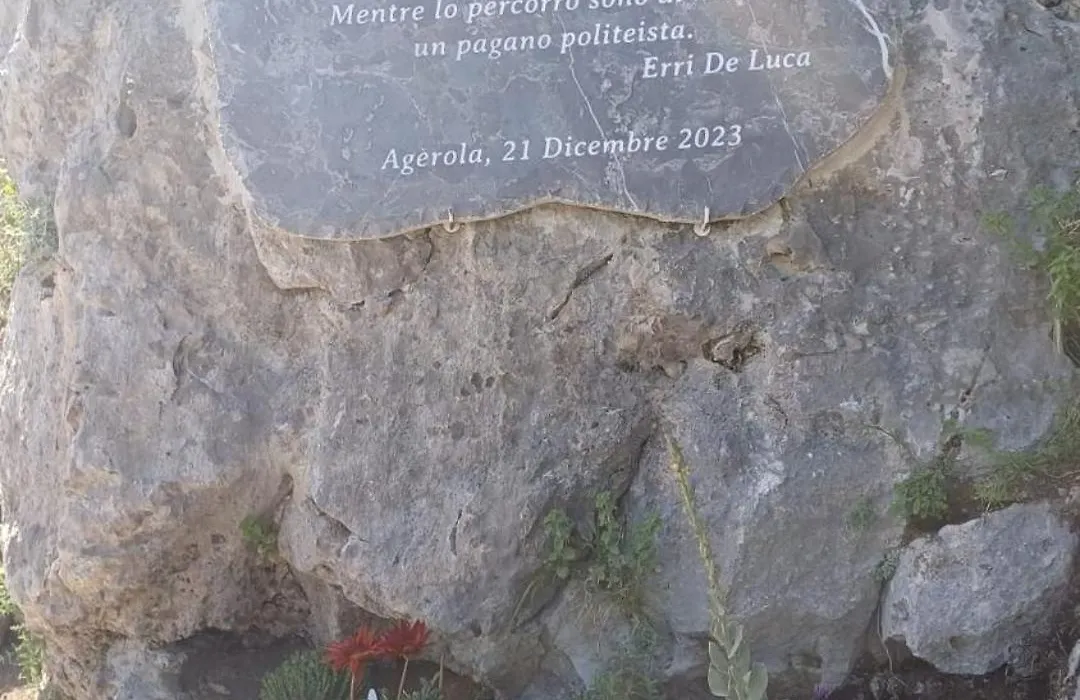 Mentre lo percorro sono
un pagano politeista.
Erri De Luca
Agerola, 21 Dicembre 2023